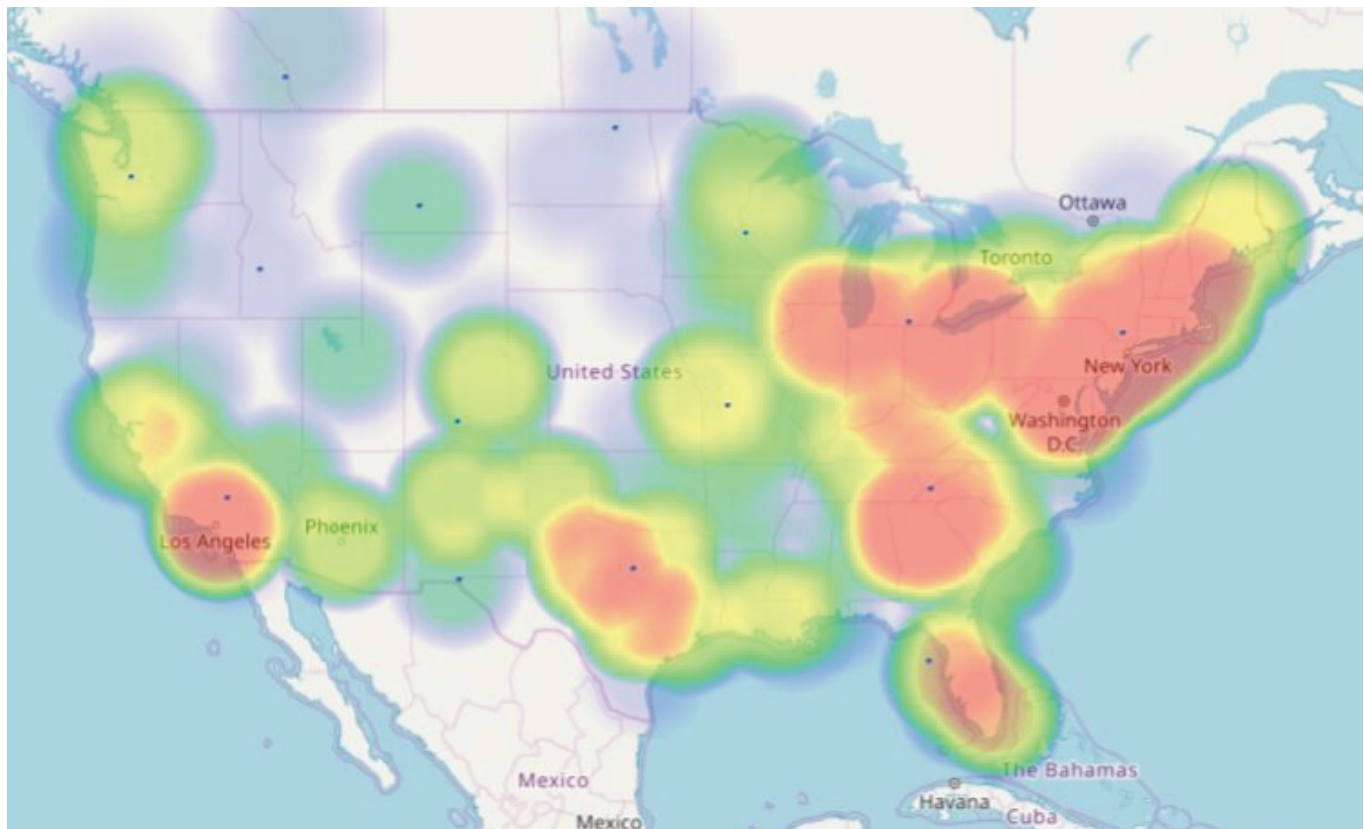 Ottawa
Toronto
United States
New York
Washington
D.C.
Phoenix
Los Angeles
The Bahamas
Mexico
Havana
Cuba
Mexico